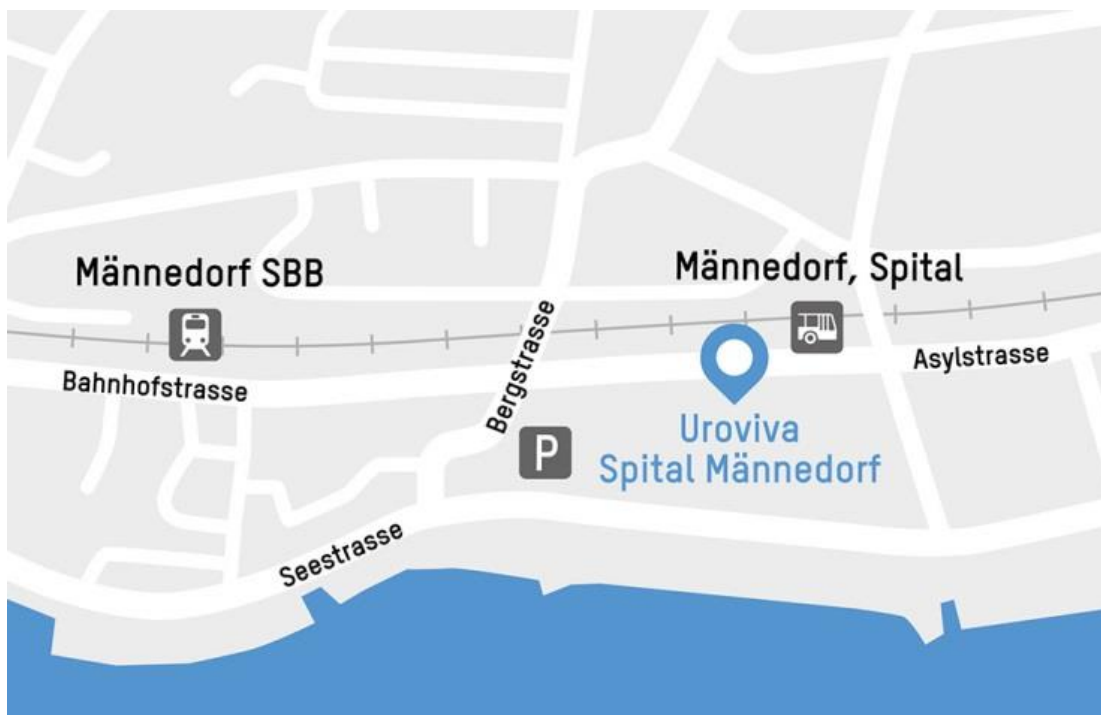 Männedorf SBB
Männedorf, Spital
Bahnhofstrasse
Bergstrasse
Asylstrasse
P
Uroviva
Spital Männedorf
Seestrasse